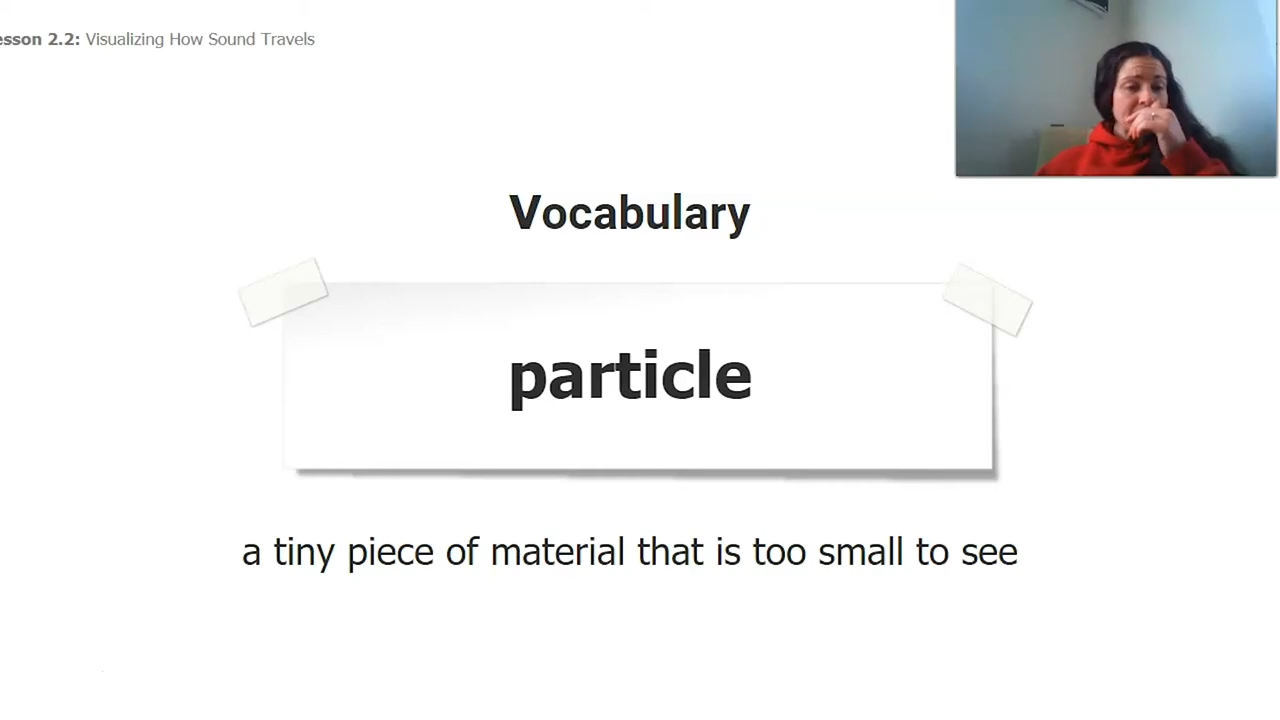 esson 2.2: Visualizing How Sound Travels
Vocabulary
particle
a tiny piece of material that is too small to see